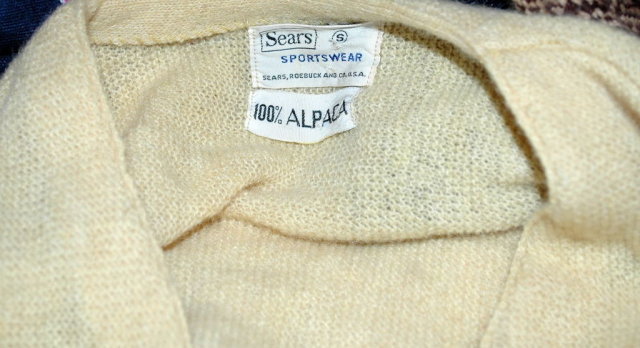 Sears S
SPORTSWEAR
SEARS, ROEBUCK AND CO. U.S.A.
100% ALPACA